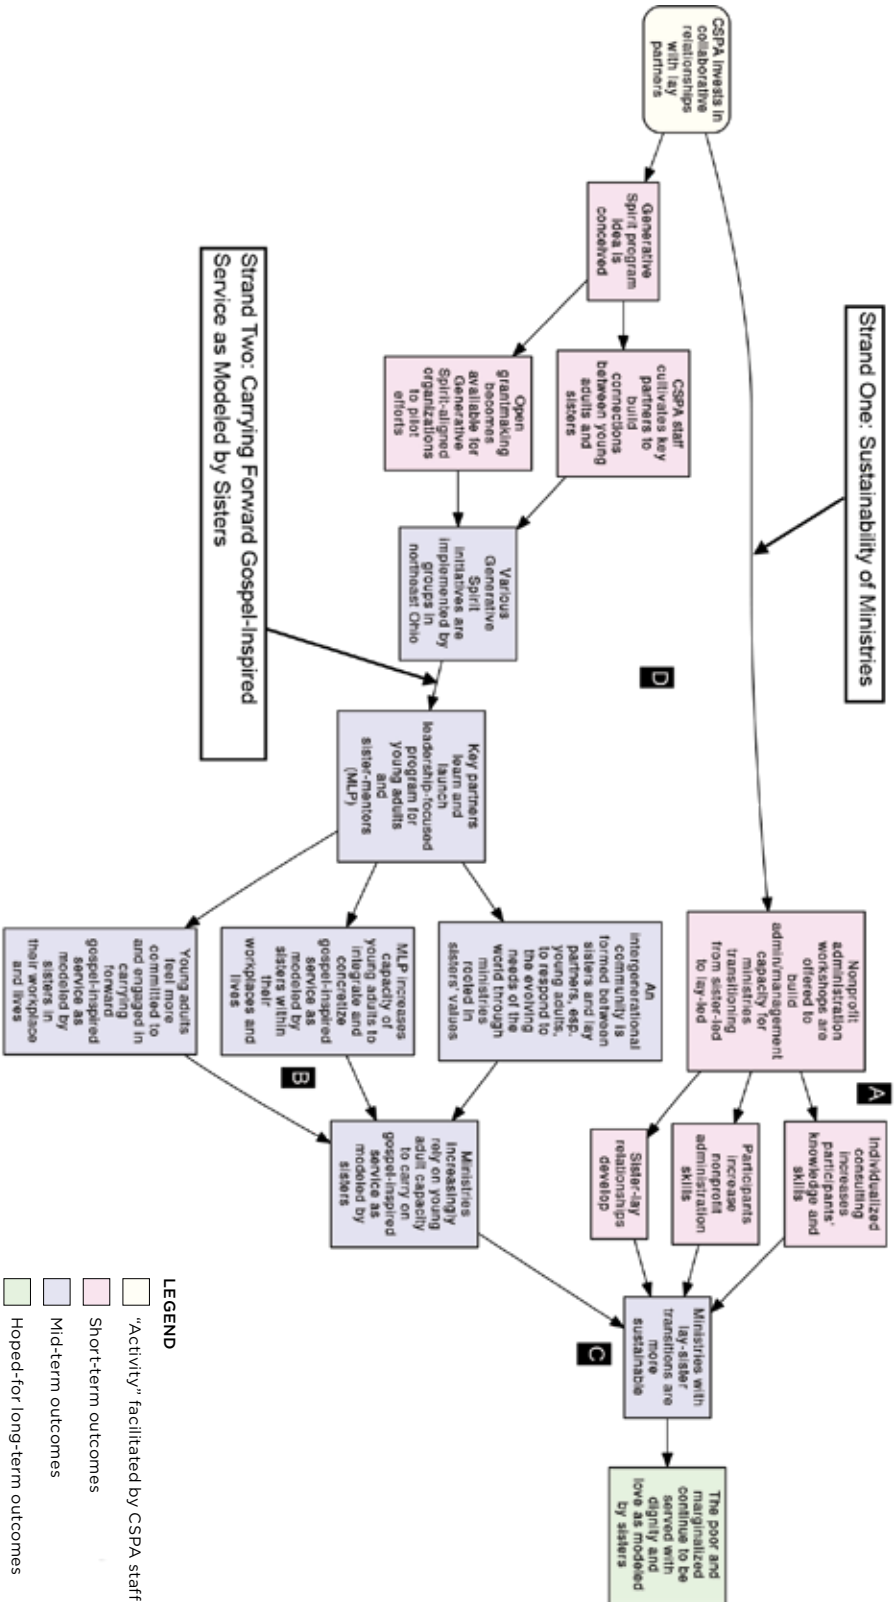 Strand One: Sustainability of Ministries
CSPA invests in
collaborative
relationships
with lay
partners
Generative
Spirit program
idea is
conceived
CSPA staff
cultivates key
partners to
build
connections
between young
adults and
sisters
Open
grantmaking
becomes
available for
Generative
Spirit-aligned
organizations
to pilot
efforts
Various
Generative
Spirit
initiatives are
implemented by
groups in
northeast Ohio
D
Strand Two: Carrying Forward Gospel-Inspired
Service as Modeled by Sisters
Key partners
learn and
launch
leadership-focused
program for
young adults
and
sister-mentors
(MLP)
Nonprofit
administration
workshops are
offered to
build
admin/management
capacity for
ministries
transitioning
from sister-led
to lay-led
An
intergenerational
community is
formed between
sisters and lay
partners, esp.
young adults,
to respond to
the evolving
needs of the
world through
ministries
rooted in
sisters' values
MLP increases
capacity of
young adults to
integrate and
concretize
gospel-inspired
service as
modeled by
sisters within
their
workplaces and
lives
Young adults
feel more
committed to
and engaged in
carrying
forward
gospel-inspired
service as
modeled by
sisters in
their workplace
and lives
A
B
Individualized
consulting
increases
participants'
knowledge and
skills
Participants
increase
nonprofit
administration
skills
Sister-lay
relationships
develop
Ministries
increasingly
rely on young
adult capacity
to carry on
gospel-inspired
service as
modeled by
sisters
Ministries with
lay-sister
transitions are
more
sustainable
C
The poor and
marginalized
continue to be
served with
dignity and
love as modeled
by sisters
LEGEND
"Activity" facilitated by CSPA staff
Short-term outcomes
Mid-term outcomes
Hoped-for long-term outcomes